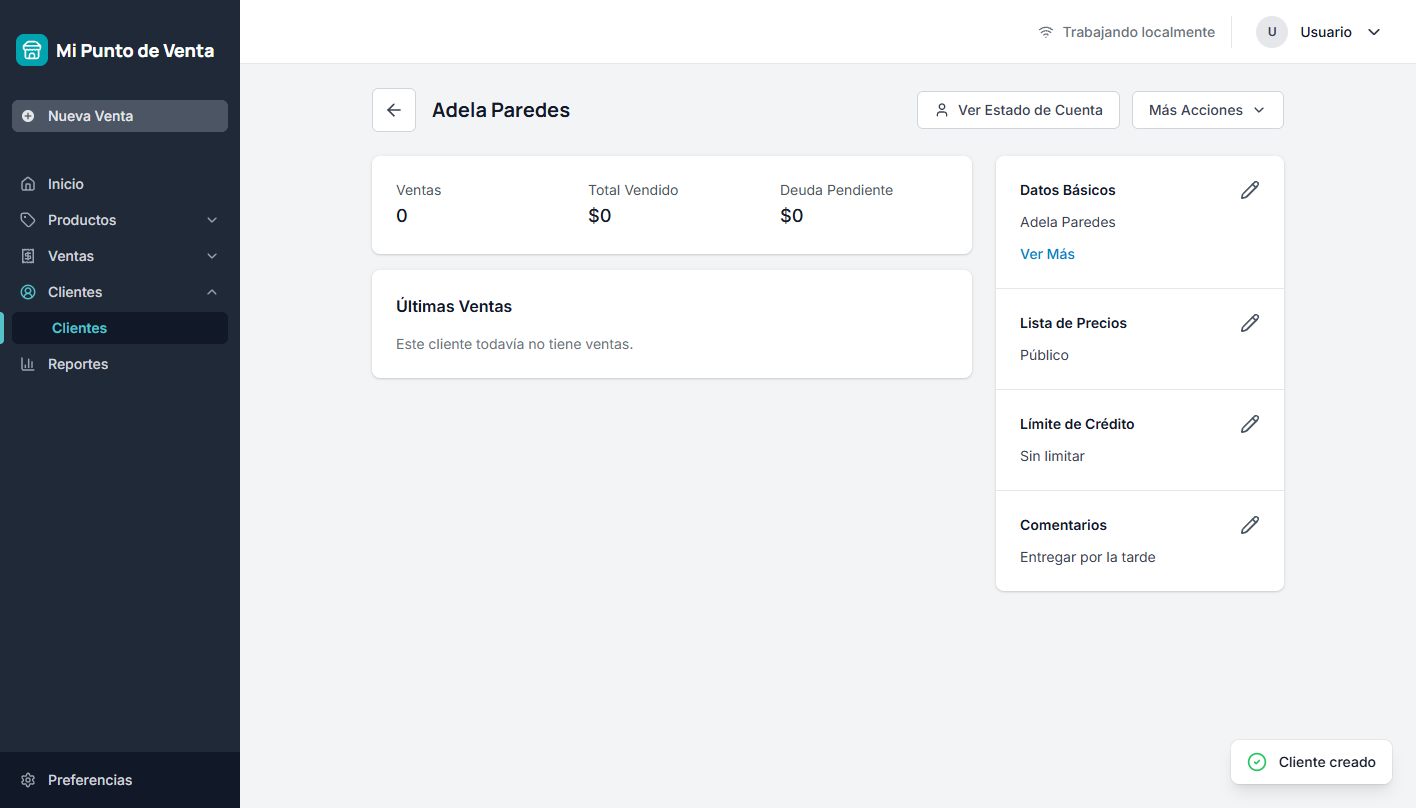 Mi Punto de Venta
Nueva Venta
Inicio
Productos
Ventas
Clientes
Clientes
Reportes
Preferencias
Trabajando localmente
U
Usuario
Adela Paredes
Ver Estado de Cuenta
Más Acciones
Ventas
0
Total Vendido
$0
Deuda Pendiente
$0
Últimas Ventas
Este cliente todavía no tiene ventas.
Datos Básicos
Adela Paredes
Ver Más
Lista de Precios
Público
Límite de Crédito
Sin limitar
Comentarios
Entregar por la tarde
Cliente creado